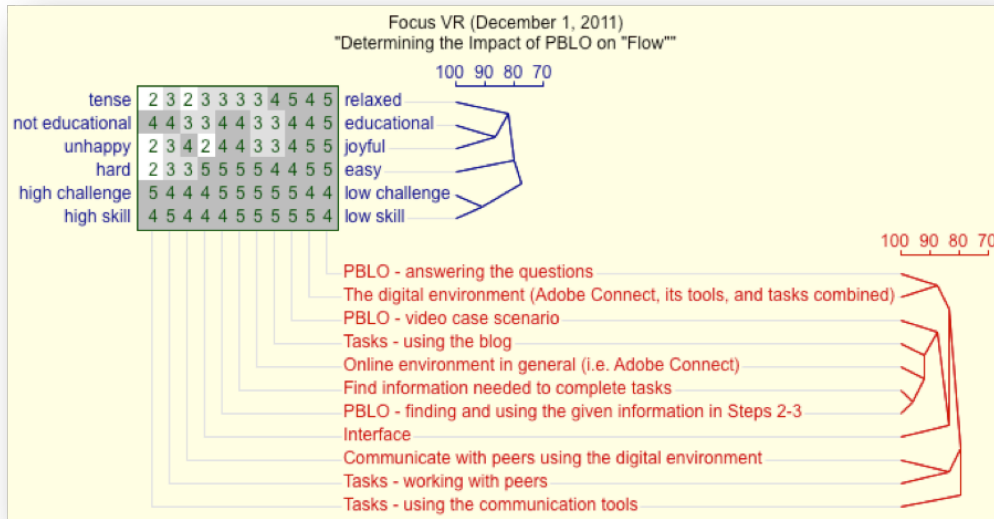 Focus VR (December 1, 2011)
"Determining the Impact of PBLO on "Flow""
100 90 80 70
tense 2 3 2 3 3 3 3 4 5 4 5 relaxed
not educational 4 4 3 3 4 4 3 3 4 4 5 educational
unhappy 2 3 4 2 4 4 3 3 4 5 5 joyful
hard 2 3 3 5 5 5 5 4 4 5 5 easy
high challenge 5 4 4 4 5 5 5 5 5 4 4 low challenge
high skill 4 5 4 4 4 5 5 5 5 5 4 low skill
100 90 80 70
PBLO - answering the questions
The digital environment (Adobe Connect, its tools, and tasks combined)
PBLO - video case scenario
Tasks - using the blog
Online environment in general (i.e. Adobe Connect)
Find information needed to complete tasks
PBLO - finding and using the given information in Steps 2-3
Interface
Communicate with peers using the digital environment
Tasks - working with peers
Tasks - using the communication tools